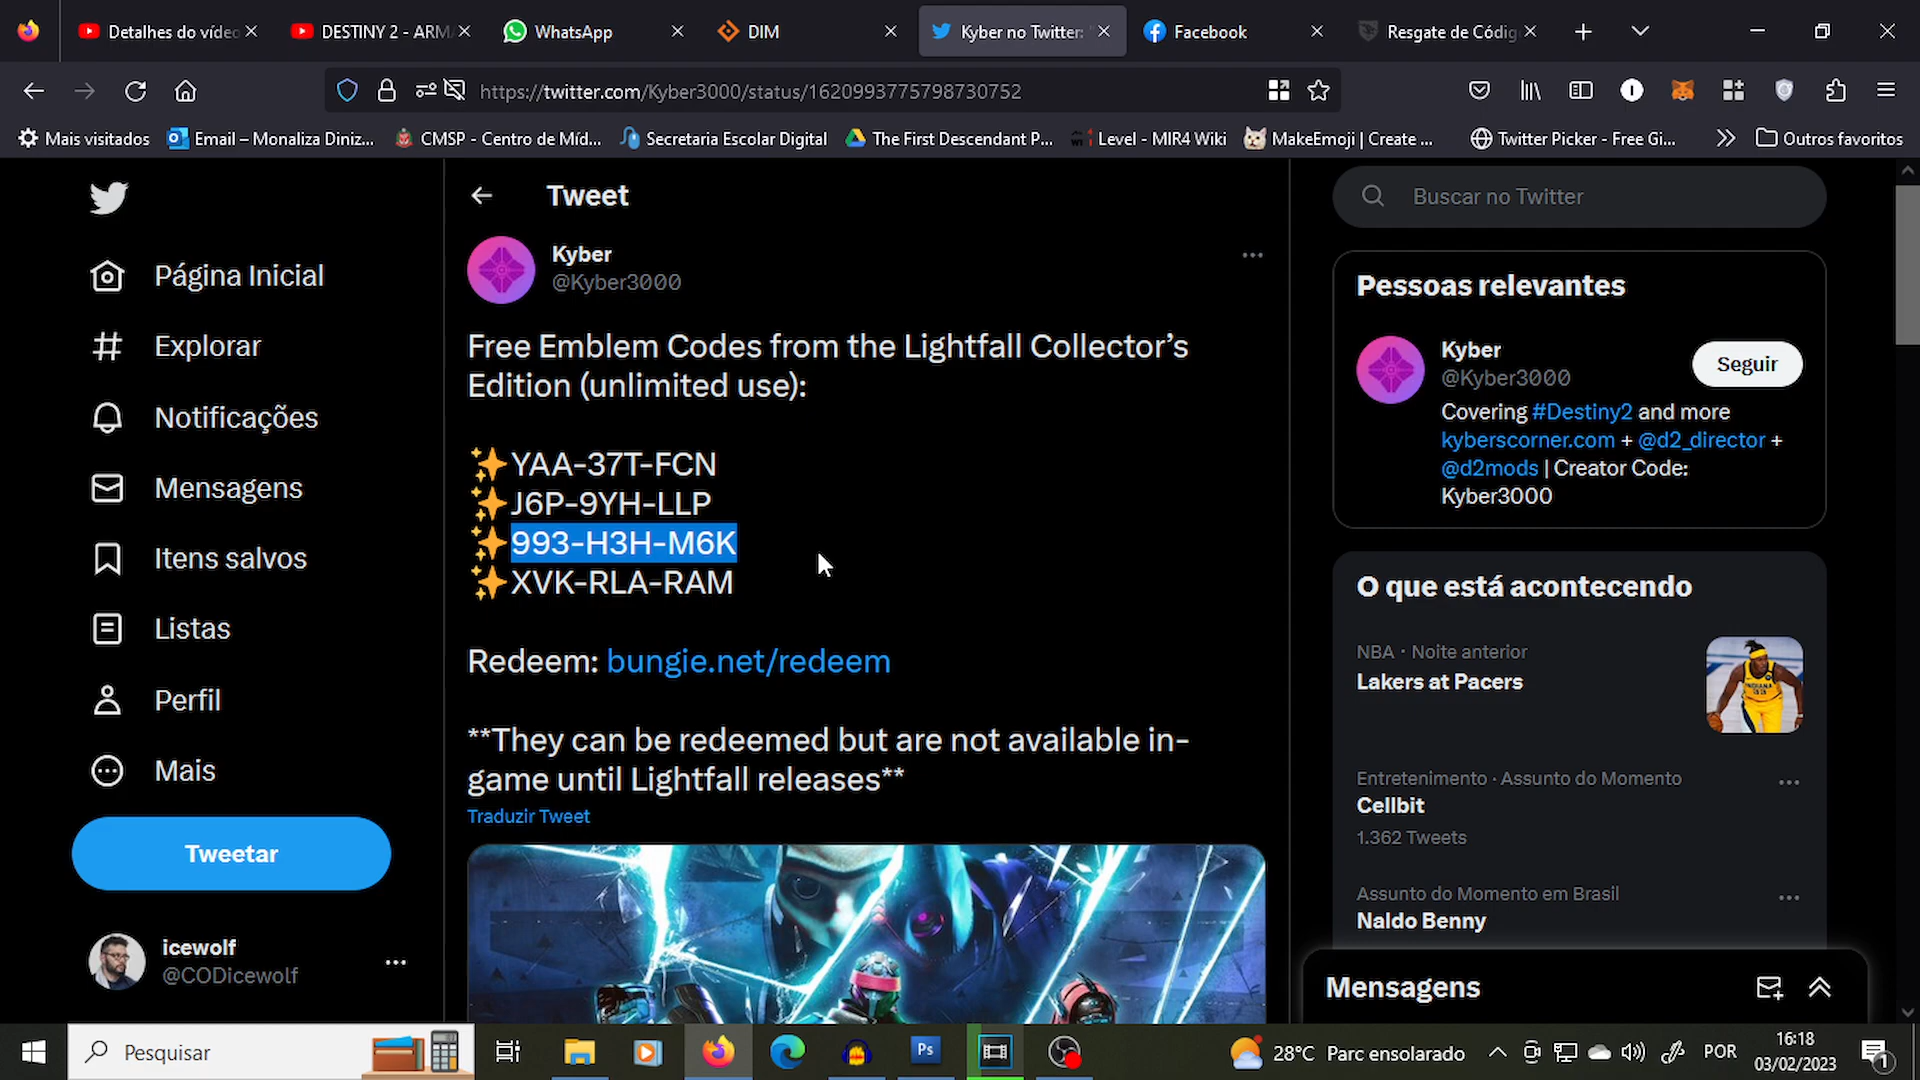 Detalhes do vídeo
DESTINY 2 - ARMA
WhatsApp
DIM
Kyber no Twitter:
Facebook
Resgate de Códig
https://twitter.com/Kyber3000/status/1620993775798730752
Mais visitados
Email – Monaliza Diniz...
CMSP - Centro de Míd...
Secretaria Escolar Digital
The First Descendant P...
Level - MIR4 Wiki
MakeEmoji | Create ...
Twitter Picker - Free Gi...
Outros favoritos
Página Inicial
Explorar
Notificações
Mensagens
Itens salvos
Listas
Perfil
Mais
Tweetar
icewolf
@CODicewolf
Tweet
Kyber
@Kyber3000
Free Emblem Codes from the Lightfall Collector’s
Edition (unlimited use):
YAA-37T-FCN
J6P-9YH-LLP
993-H3H-M6K
XVK-RLA-RAM
Redeem: bungie.net/redeem
**They can be redeemed but are not available in-
game until Lightfall releases**
Traduzir Tweet
Buscar no Twitter
Pessoas relevantes
Kyber
@Kyber3000
Seguir
Covering #Destiny2 and more
kyberscorner.com + @d2_director +
@d2mods | Creator Code:
Kyber3000
O que está acontecendo
NBA · Noite anterior
Lakers at Pacers
Entretenimento · Assunto do Momento
Cellbit
1.362 Tweets
Assunto do Momento em Brasil
Naldo Benny
Mensagens
Pesquisar
Ps
28°C Parc ensolarado
POR
16:18
03/02/2023
1